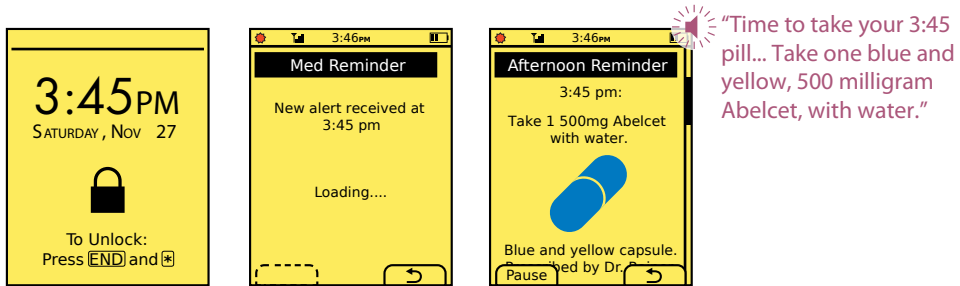 3:45PM
SATURDAY, NOV 27
To Unlock:
Press END and *
3:46PM
Med Reminder
New alert received at
3:45 pm
Loading....
3:46PM
Afternoon Reminder
3:45 pm:
Take 1 500mg Abelcet
with water.
Blue and yellow capsule.
by Dr.
Pause
“Time to take your 3:45
pill... Take one blue and
yellow, 500 milligram
Abelcet, with water.”